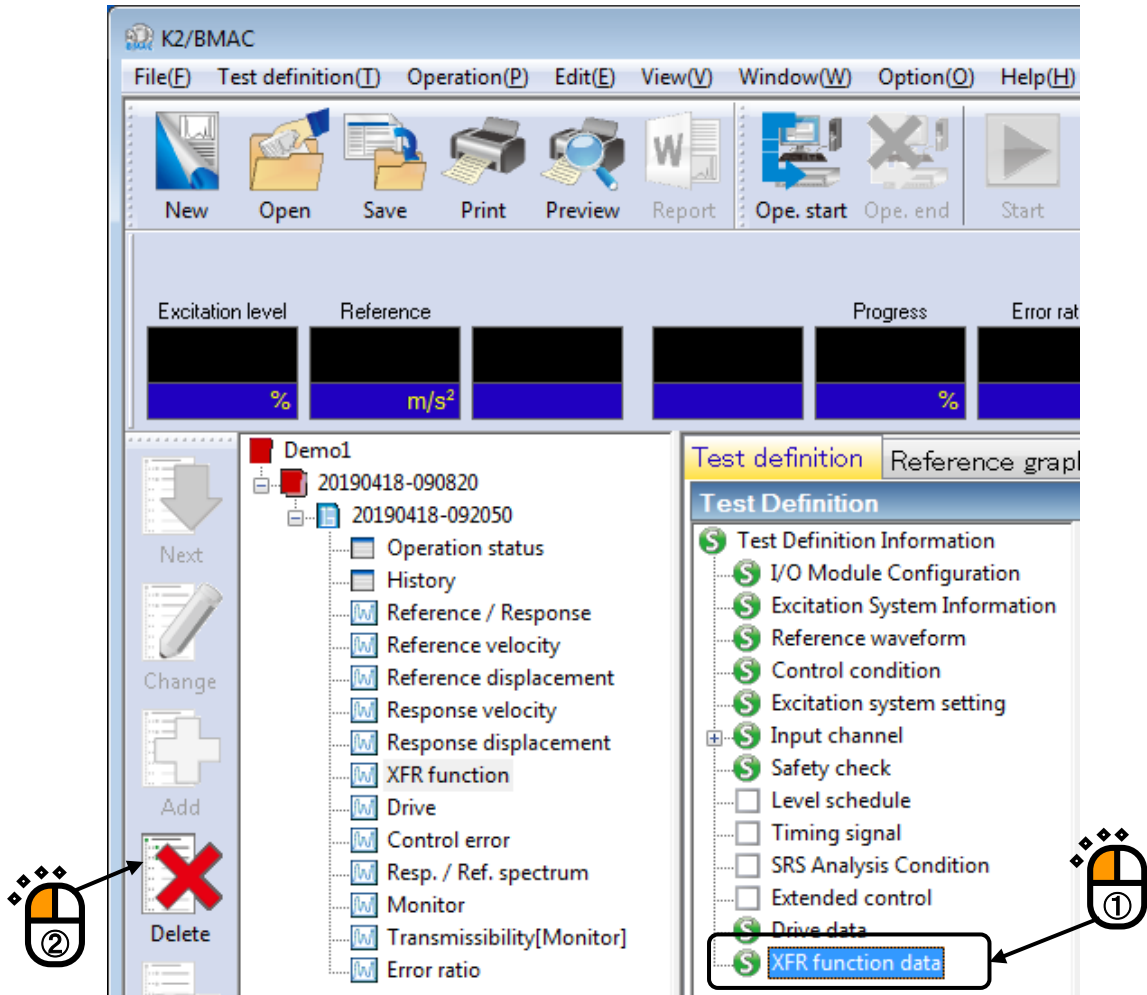 K2/BMAC
File(F) Test definition(T) Operation(P) Edit(E) View(V) Window(W) Option(O) Help(H)
New Open Save Print Preview Report Ope. start Ope. end Start
Excitation level Reference Progress Error rat
% m/s² %
Next
Change
Add
Delete
②
Demo1
20190418-090820
20190418-092050
Operation status
History
Reference / Response
Reference velocity
Reference displacement
Response velocity
Response displacement
XFR function
Drive
Control error
Resp. / Ref. spectrum
Monitor
Transmissibility[Monitor]
Error ratio
Test definition Reference grap
Test Definition
Test Definition Information
I/O Module Configuration
Excitation System Information
Reference waveform
Control condition
Excitation system setting
Input channel
Safety check
Level schedule
Timing signal
SRS Analysis Condition
Extended control
Drive data
XFR function data
①